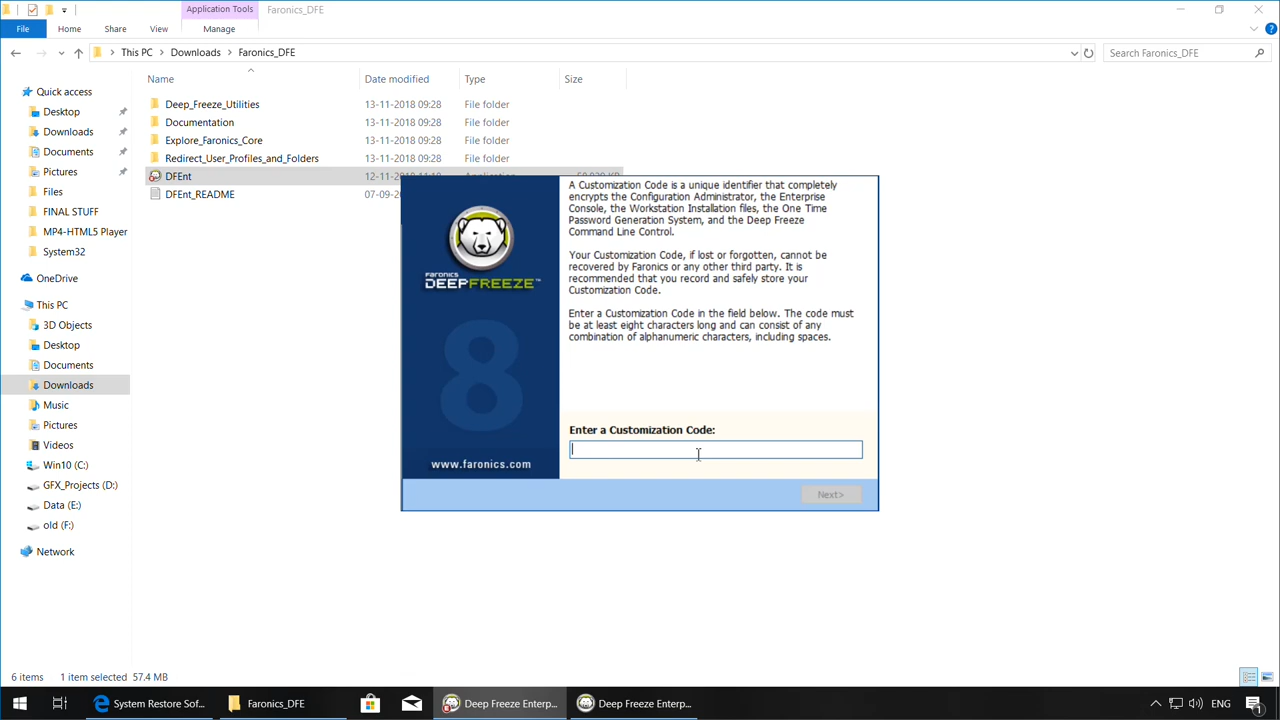 Application Tools
Faronics_DFE
File
Home
Share
View
Manage
This PC
Downloads
Faronics_DFE
Search Faronics_DFE
Name
Date modified
Type
Size
Quick access
Desktop
Downloads
Documents
Pictures
Files
FINAL STUFF
MP4-HTML5 Player
System32
OneDrive
This PC
3D Objects
Desktop
Documents
Downloads
Music
Pictures
Videos
Win10 (C:)
GFX_Projects (D:)
Data (E:)
old (F:)
Network
Deep_Freeze_Utilities 13-11-2018 09:28 File folder
Documentation 13-11-2018 09:28 File folder
Explore_Faronics_Core 13-11-2018 09:28 File folder
Redirect_User_Profiles_and_Folders 13-11-2018 09:28 File folder
DFEnt
DFEnt_README 07-09-20
FARONICS
DEEPFREEZE™
8
www.faronics.com
A Customization Code is a unique identifier that completely
encrypts the Configuration Administrator, the Enterprise
Console, the Workstation Installation files, the One Time
Password Generation System, and the Deep Freeze
Command Line Control.
Your Customization Code, if lost or forgotten, cannot be
recovered by Faronics or any other third party. It is
recommended that you record and safely store your
Customization Code.
Enter a Customization Code in the field below. The code must
be at least eight characters long and can consist of any
combination of alphanumeric characters, including spaces.
Enter a Customization Code:
Next>
6 items
1 item selected 57.4 MB
System Restore Sof...
Faronics_DFE
Deep Freeze Enterp...
Deep Freeze Enterp...
ENG
1